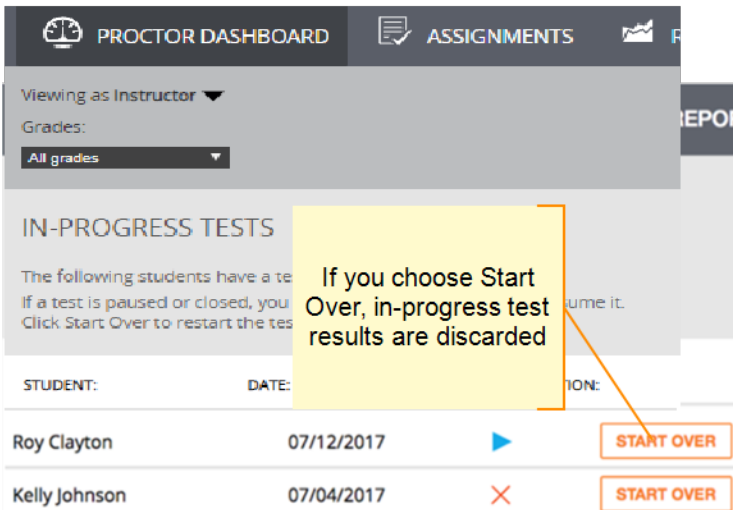 PROCTOR DASHBOARD ASSIGNMENTS R
EPOR
Viewing as Instructor
Grades:
All grades
IN-PROGRESS TESTS
The following students have a te
If a test is paused or closed, you sume it.
Click Start Over to restart the tes
If you choose Start
Over, in-progress test
results are discarded
STUDENT: DATE: TION:
Roy Clayton 07/12/2017 START OVER
Kelly Johnson 07/04/2017 START OVER